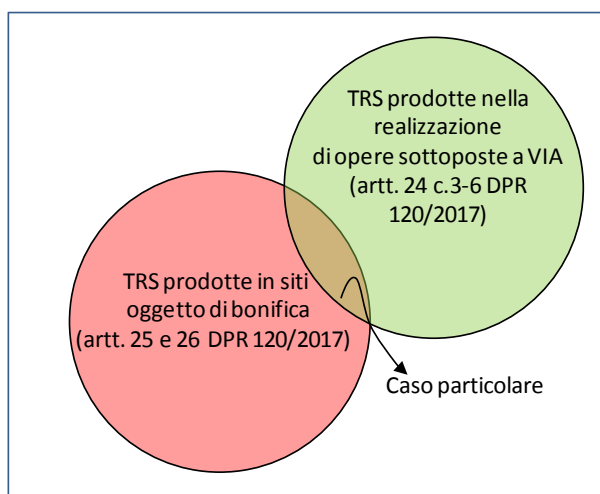 TRS prodotte nella
realizzazione
di opere sottoposte a VIA
(artt. 24 c.3-6 DPR
120/2017)
TRS prodotte in siti
oggetto di bonifica
(artt. 25 e 26 DPR 120/2017)
Caso particolare